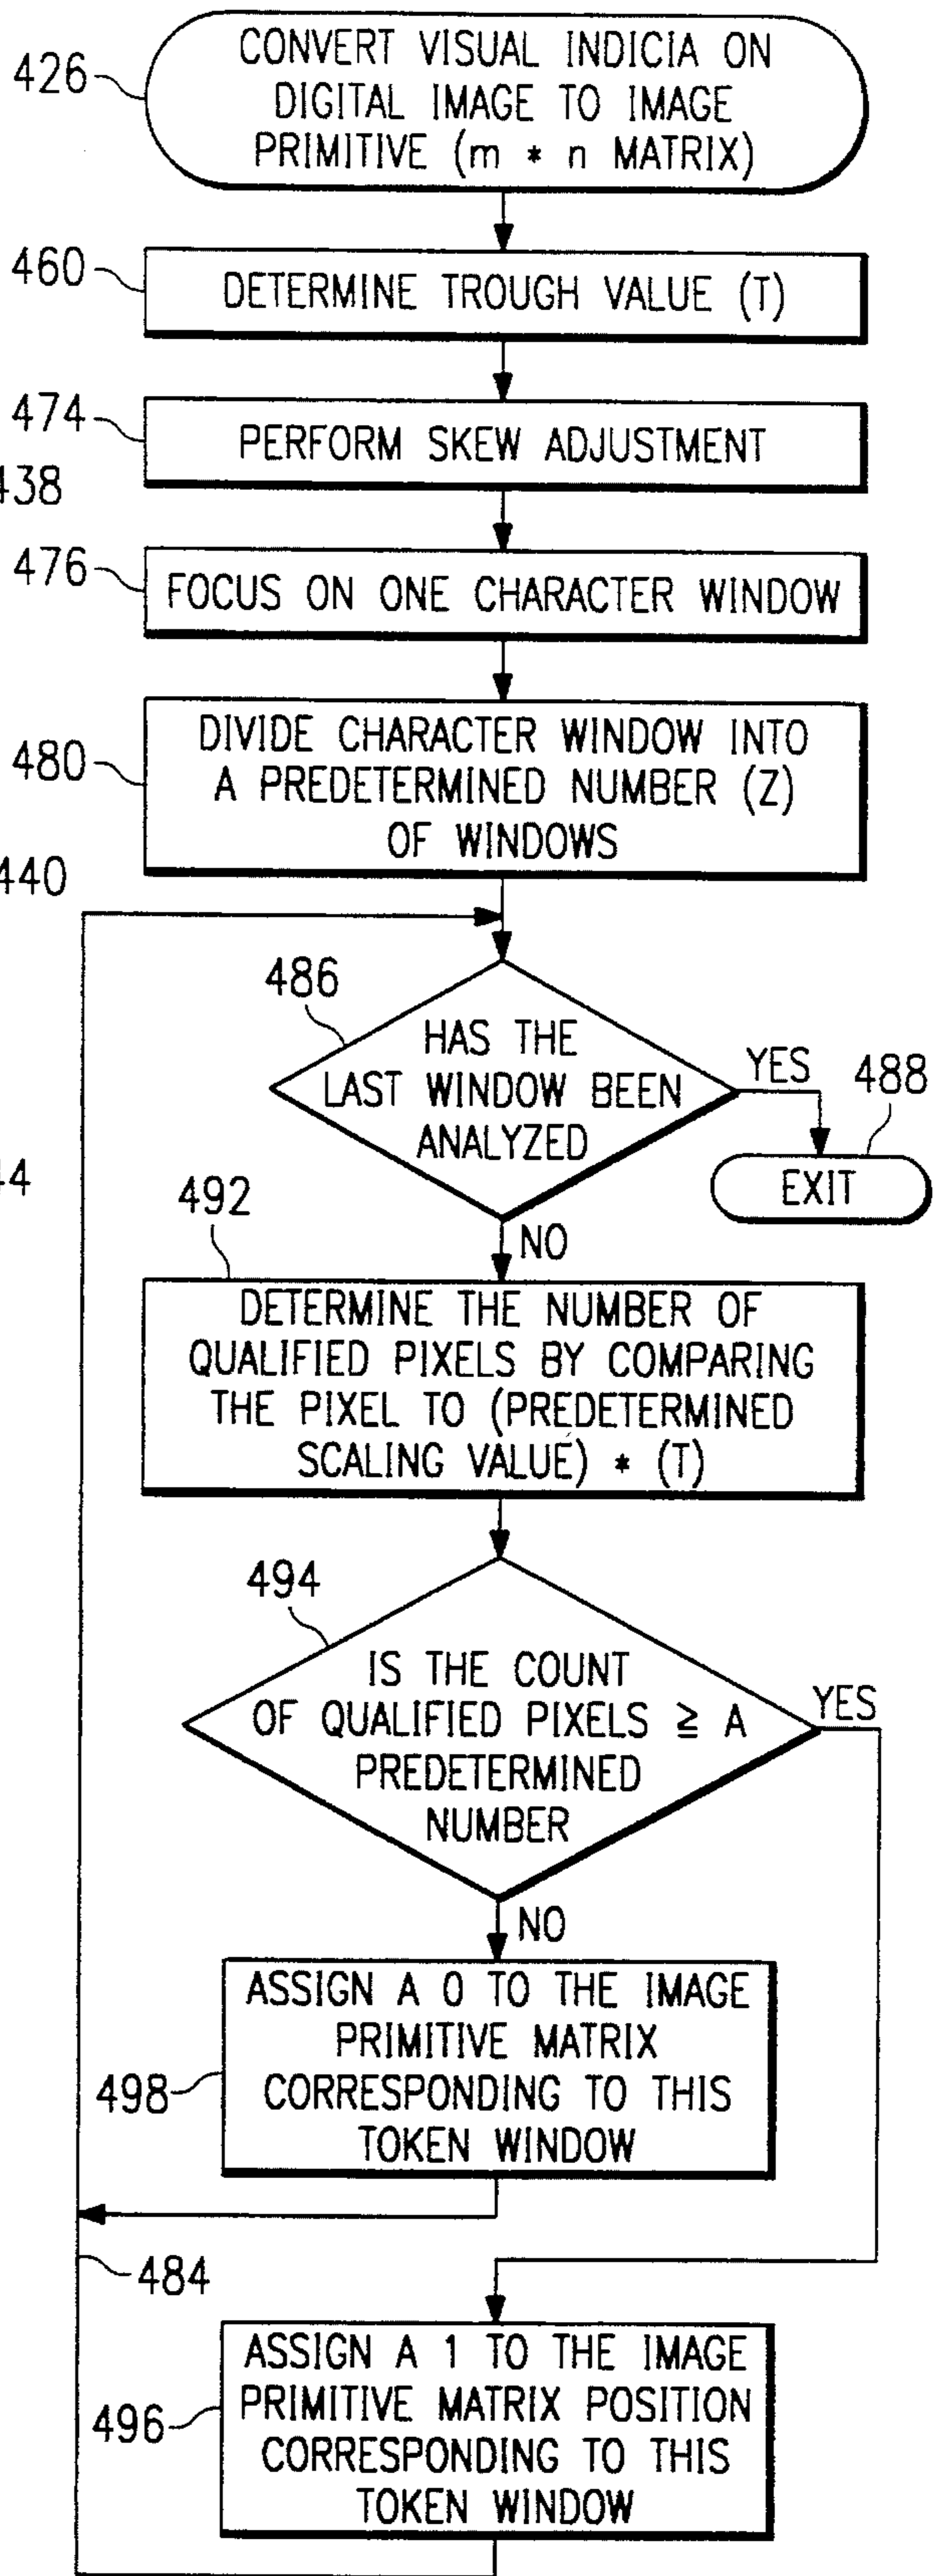 426
CONVERT VISUAL INDICIA ON
DIGITAL IMAGE TO IMAGE
PRIMITIVE (m * n MATRIX)
460
DETERMINE TROUGH VALUE (T)
474
PERFORM SKEW ADJUSTMENT
438
476
FOCUS ON ONE CHARACTER WINDOW
480
DIVIDE CHARACTER WINDOW INTO
A PREDETERMINED NUMBER (Z)
OF WINDOWS
440
486
HAS THE
LAST WINDOW BEEN
ANALYZED
YES
488
EXIT
44
492
NO
DETERMINE THE NUMBER OF
QUALIFIED PIXELS BY COMPARING
THE PIXEL TO (PREDETERMINED
SCALING VALUE) * (T)
494
IS THE COUNT
OF QUALIFIED PIXELS ≧ A
PREDETERMINED
NUMBER
YES
NO
498
ASSIGN A 0 TO THE IMAGE
PRIMITIVE MATRIX
CORRESPONDING TO THIS
TOKEN WINDOW
484
496
ASSIGN A 1 TO THE IMAGE
PRIMITIVE MATRIX POSITION
CORRESPONDING TO THIS
TOKEN WINDOW